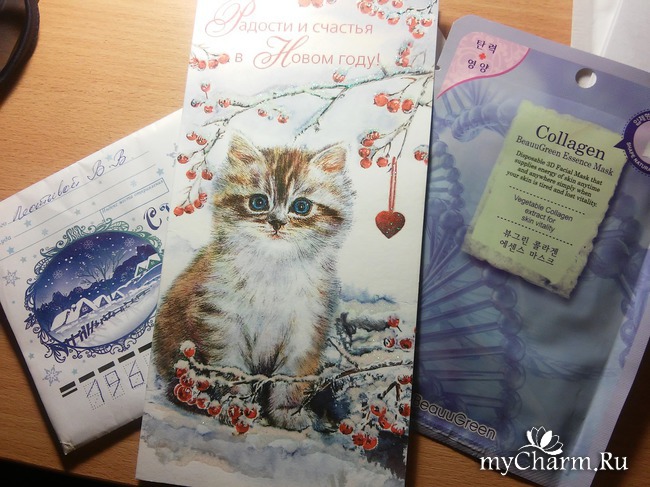 Радости и счастья
в Новом году!
탄력
영양
Collagen
BeauuGreen Essence Mask
Disposable 3D Facial Mask that
supplies energy of skin anytime
and anywhere simply when
your skin is tired and lost vitality.
Vegetable Collagen
extract for
skin vitality
뷰그린 콜라겐
에센스 마스크
BeauuGreen
В.В
196
myCharm.Ru